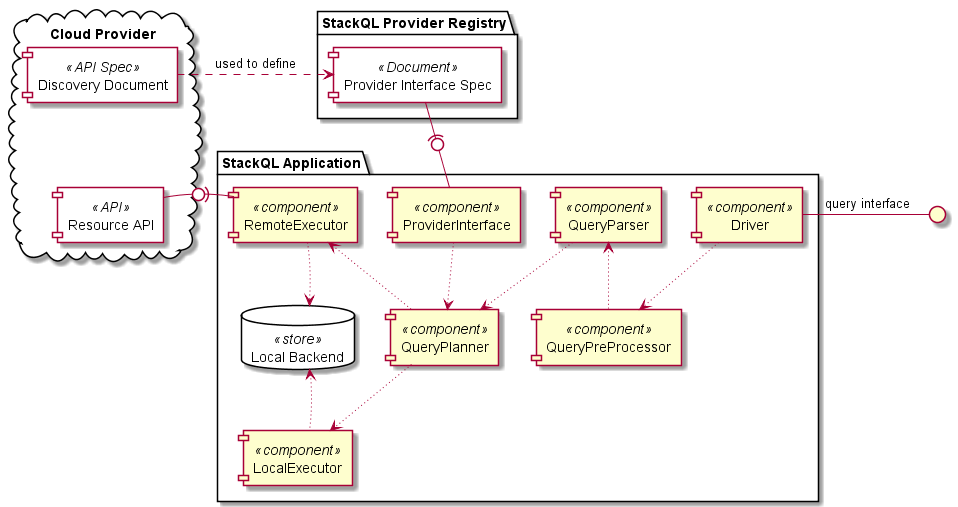 Cloud Provider
«API Spec»
Discovery Document
used to define
StackQL Provider Registry
«Document»
Provider Interface Spec
StackQL Application
«API»
Resource API
«component»
RemoteExecutor
«component»
ProviderInterface
«component»
QueryParser
«component»
Driver
query interface
«store»
Local Backend
«component»
QueryPlanner
«component»
QueryPreProcessor
«component»
LocalExecutor